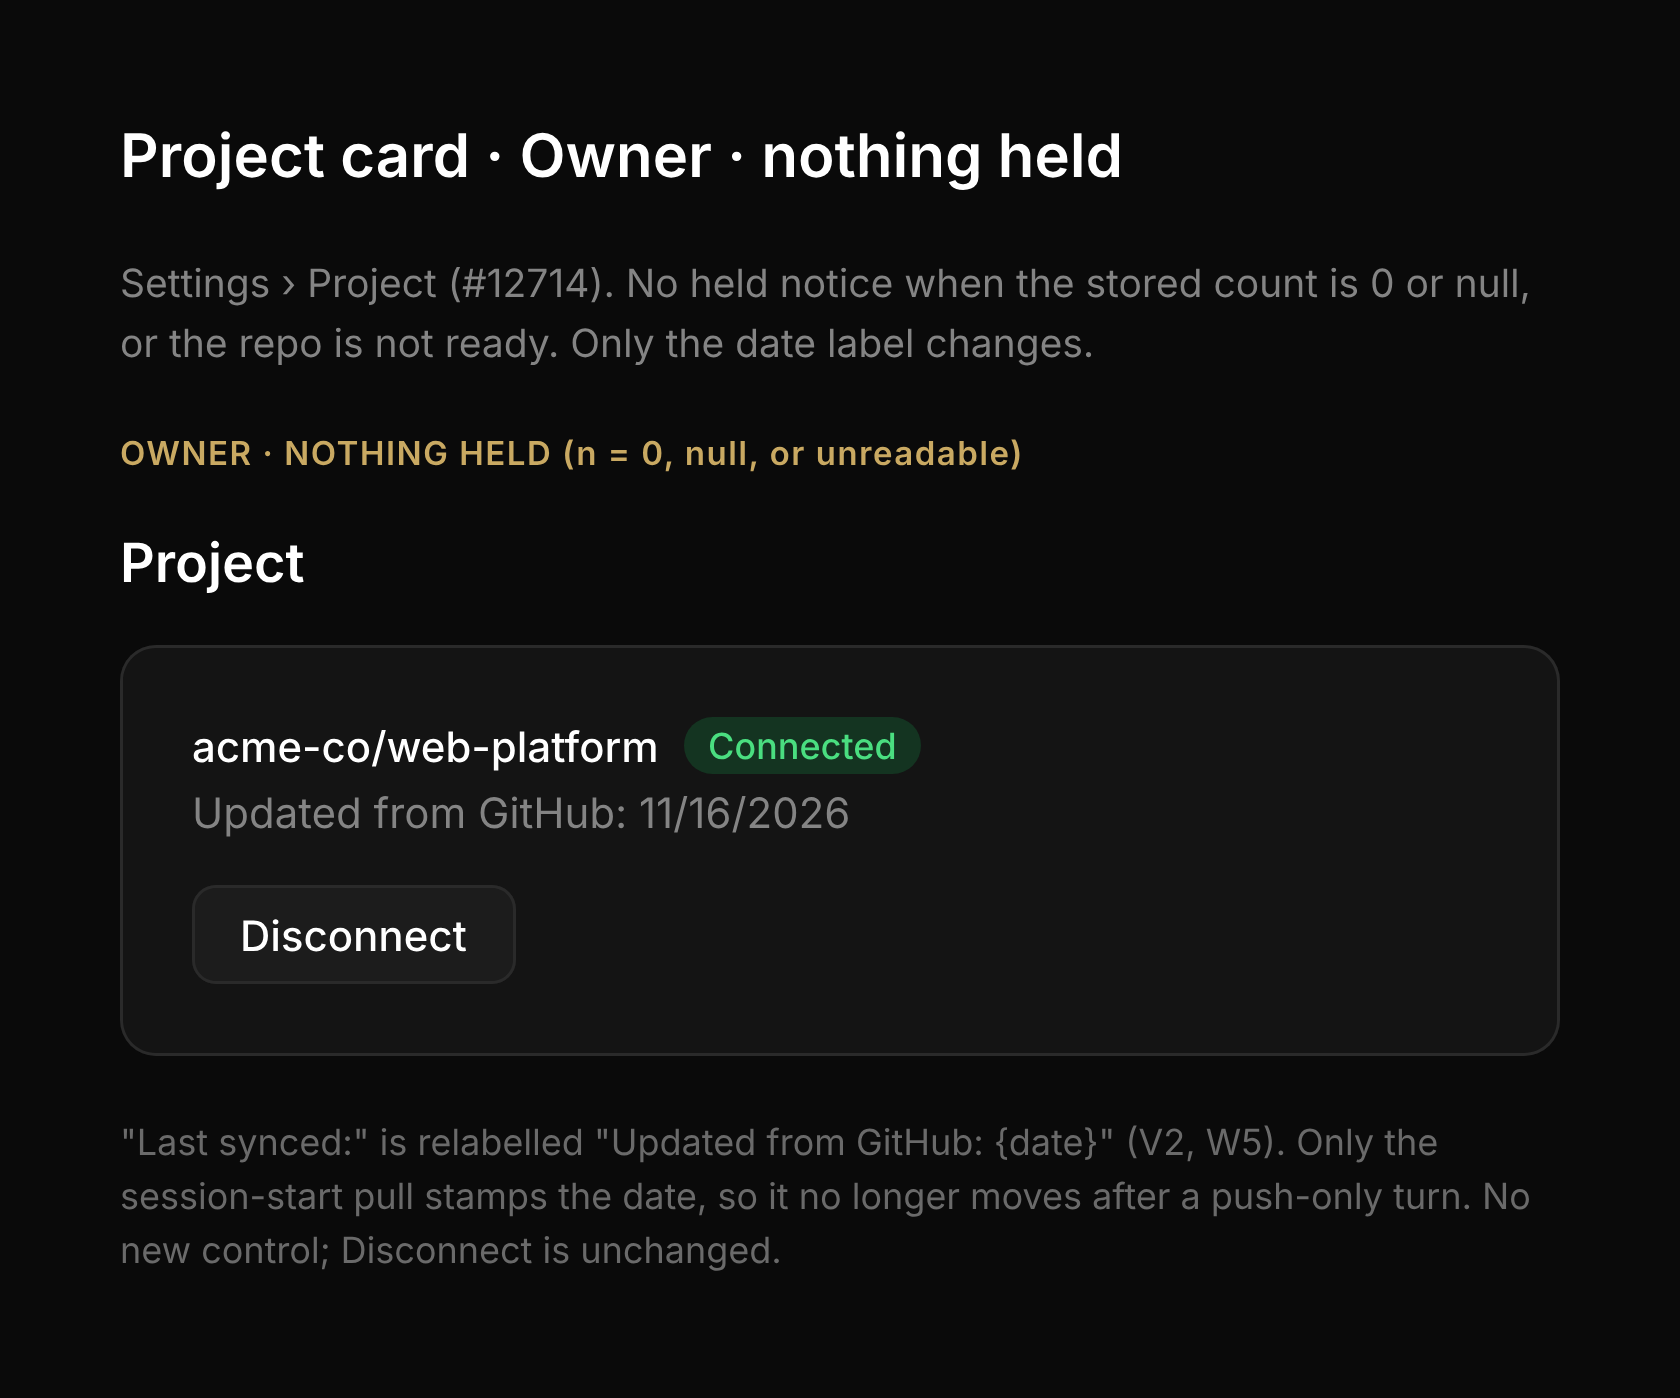 Project card · Owner · nothing held
Settings › Project (#12714). No held notice when the stored count is 0 or null,
or the repo is not ready. Only the date label changes.
OWNER · NOTHING HELD (n = 0, null, or unreadable)
Project
acme-co/web-platform Connected
Updated from GitHub: 11/16/2026
Disconnect
"Last synced:" is relabelled "Updated from GitHub: {date}" (V2, W5). Only the
session-start pull stamps the date, so it no longer moves after a push-only turn. No
new control; Disconnect is unchanged.